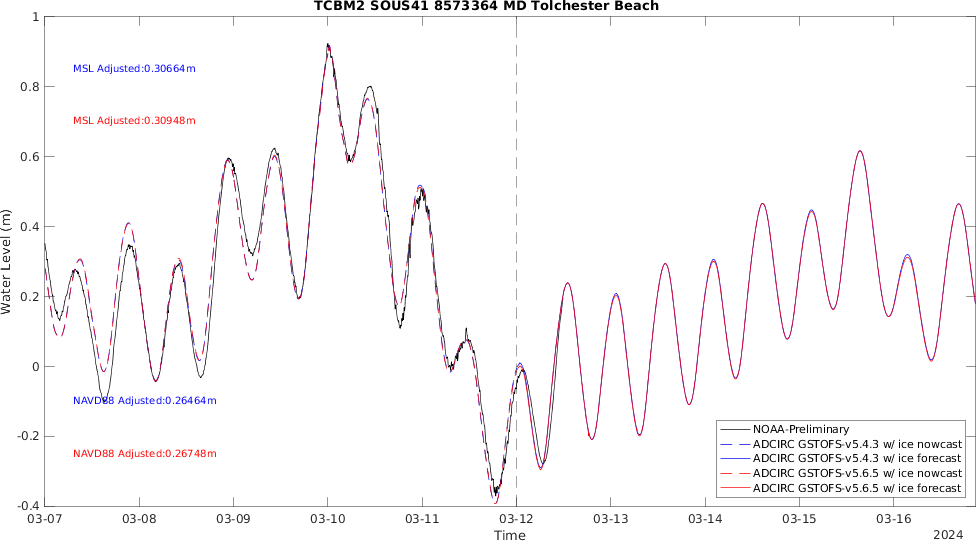 TCBM2 SOUS41 8573364 MD Tolchester Beach
1
0.8
0.6
0.4
0.2
0
-0.2
-0.4
Water Level (m)
MSL Adjusted:0.30664m
MSL Adjusted:0.30948m
NAVD88 Adjusted:0.26464m
NAVD88 Adjusted:0.26748m
NOAA-Preliminary
ADCIRC GSTOFS-v5.4.3 w/ ice nowcast
ADCIRC GSTOFS-v5.4.3 w/ ice forecast
ADCIRC GSTOFS-v5.6.5 w/ ice nowcast
ADCIRC GSTOFS-v5.6.5 w/ ice forecast
03-07 03-08 03-09 03-10 03-11 03-12 03-13 03-14 03-15 03-16
Time
2024